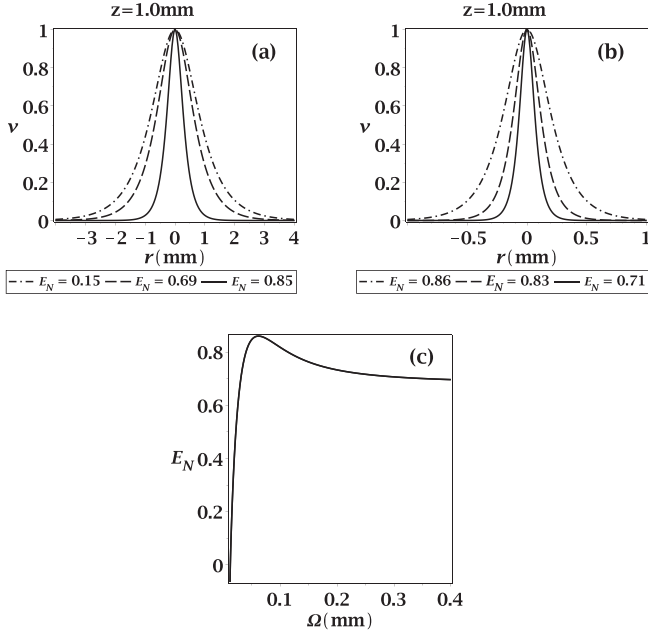 z=1.0mm
(a)
1
0.8
0.6
ν
0.4
0.2
0
−3 −2 −1 0 1 2 3 4
r(mm)
E_N = 0.15 E_N = 0.69 E_N = 0.85
z=1.0mm
(b)
1
0.8
0.6
ν
0.4
0.2
0
−0.5 0 0.5 1
r(mm)
E_N = 0.86 E_N = 0.83 E_N = 0.71
(c)
0.8
0.6
E_N 0.4
0.2
0
0.1 0.2 0.3 0.4
Ω(mm)